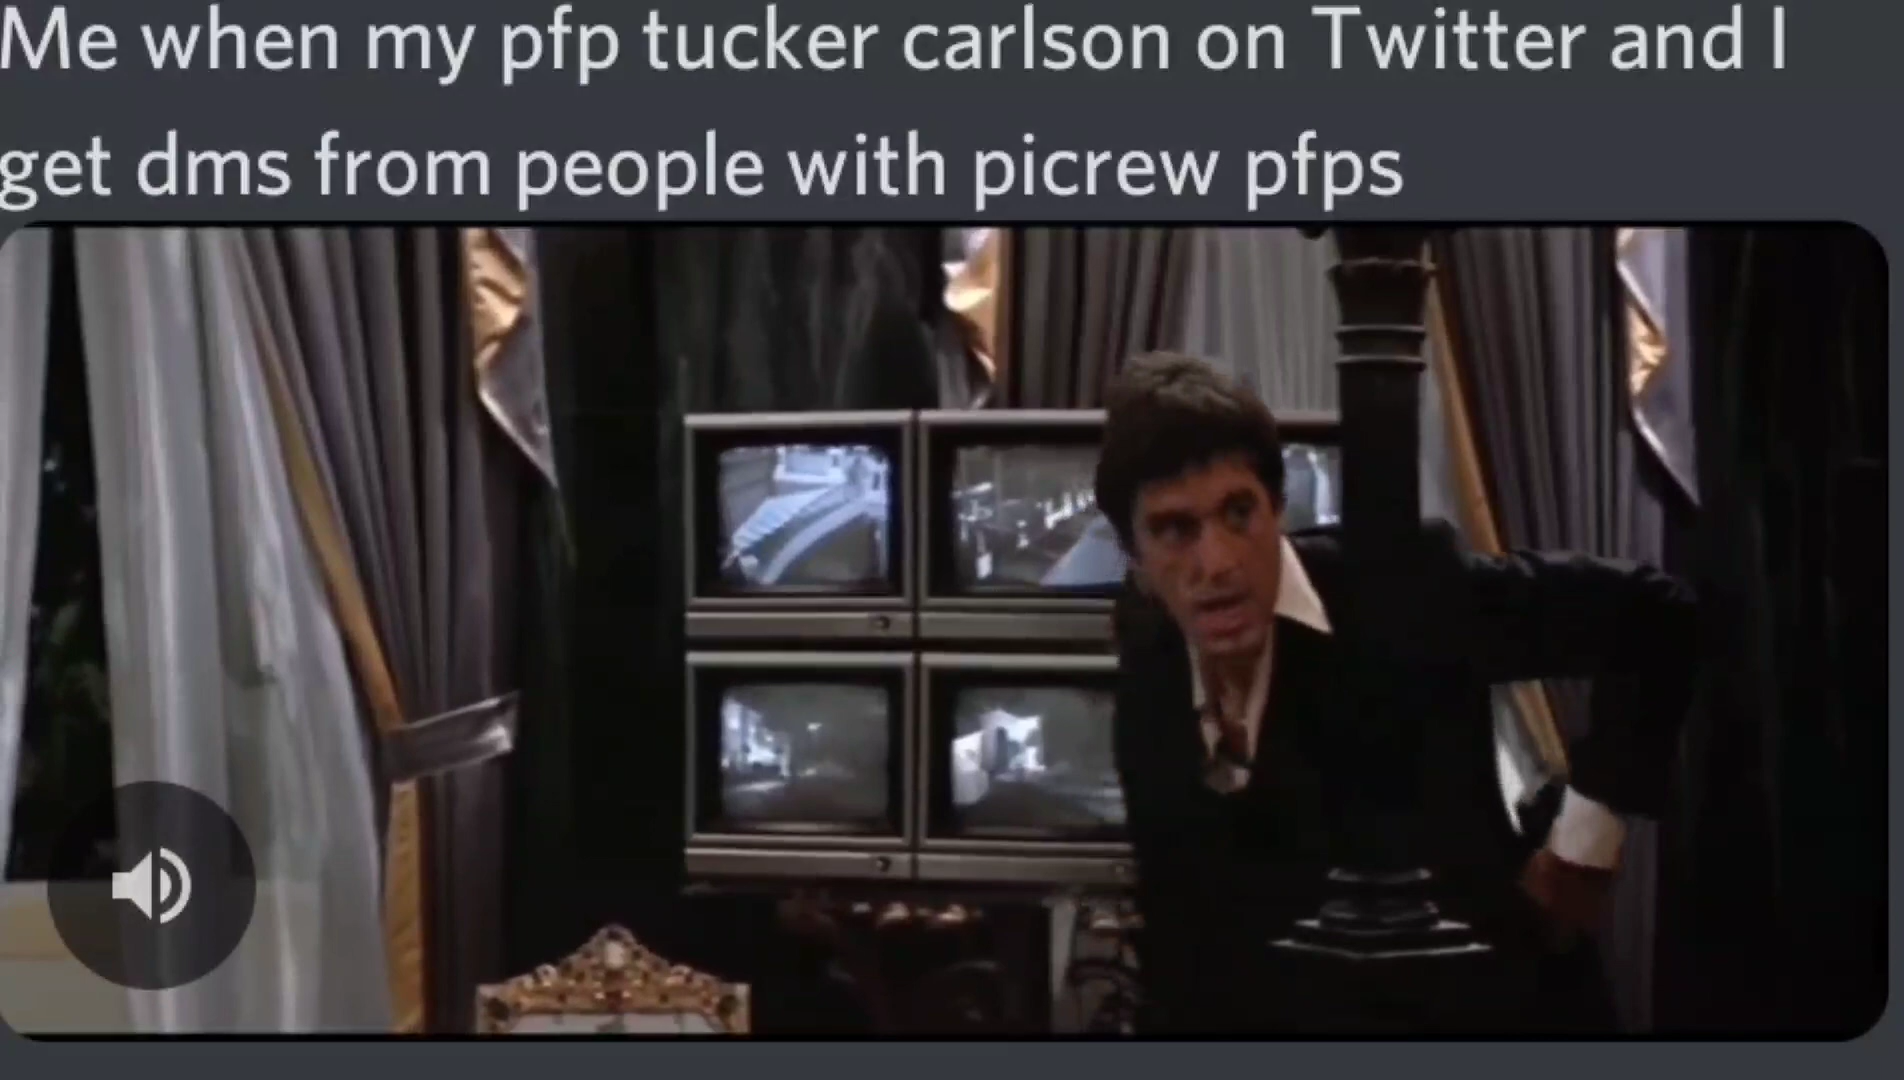 Me when my pfp tucker carlson on Twitter and I
get dms from people with picrew pfps